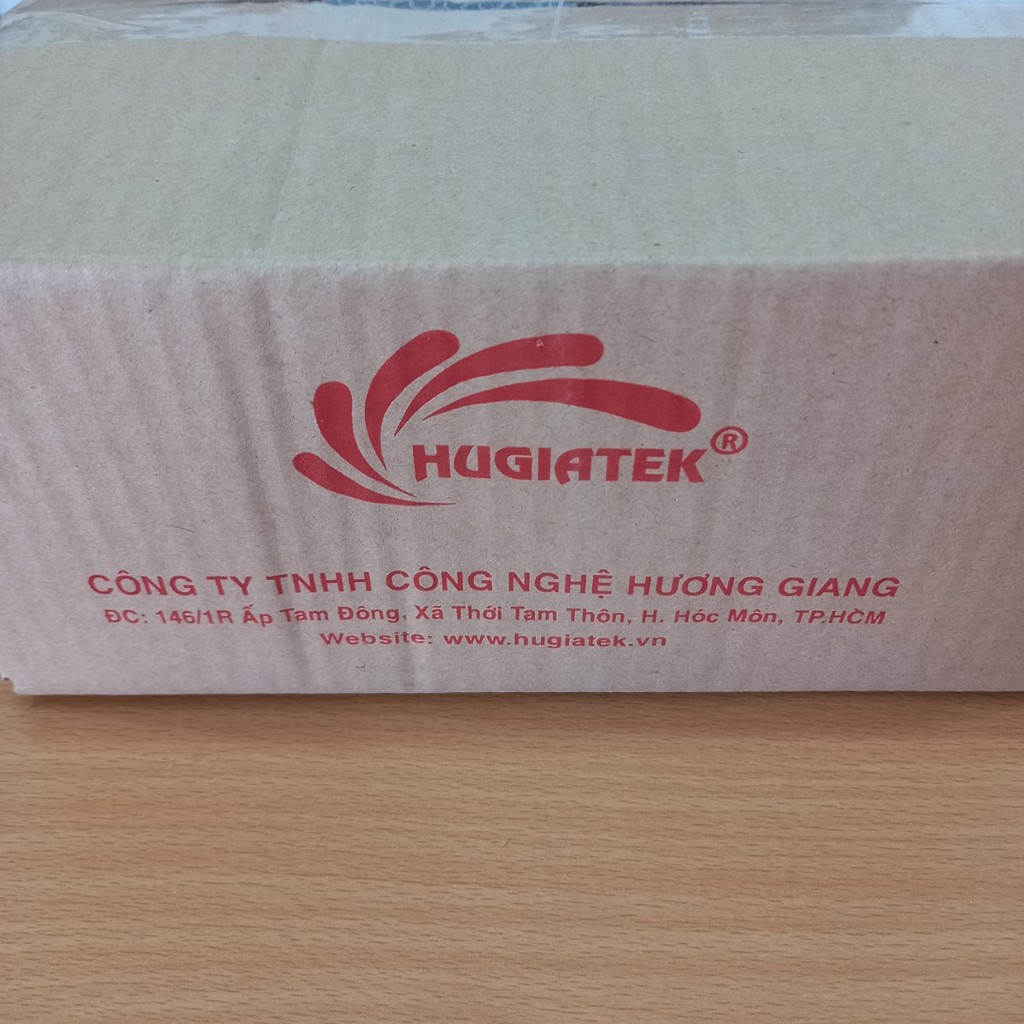 HUGIATEK®
CÔNG TY TNHH CÔNG NGHỆ HƯƠNG GIANG
ĐC: 146/1R Ấp Tam Đông, Xã Thới Tam Thôn, H. Hóc Môn, TP.HCM
Website: www.hugiatek.vn